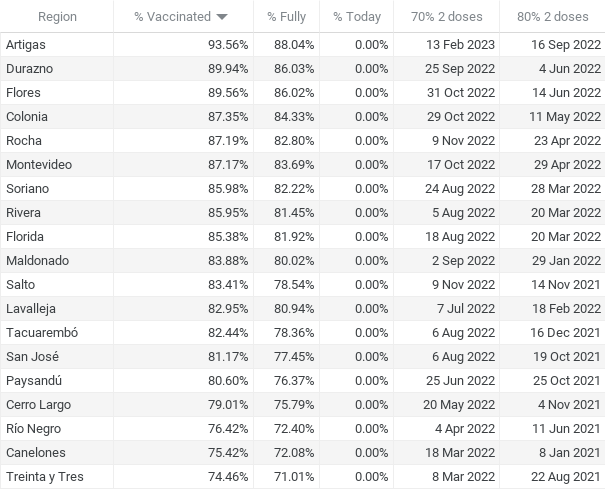 Region % Vaccinated % Fully % Today 70% 2 doses 80% 2 doses
Artigas 93.56% 88.04% 0.00% 13 Feb 2023 16 Sep 2022
Durazno 89.94% 86.03% 0.00% 25 Sep 2022 4 Jun 2022
Flores 89.56% 86.02% 0.00% 31 Oct 2022 14 Jun 2022
Colonia 87.35% 84.33% 0.00% 29 Oct 2022 11 May 2022
Rocha 87.19% 82.80% 0.00% 9 Nov 2022 23 Apr 2022
Montevideo 87.17% 83.69% 0.00% 17 Oct 2022 29 Apr 2022
Soriano 85.98% 82.22% 0.00% 24 Aug 2022 28 Mar 2022
Rivera 85.95% 81.45% 0.00% 5 Aug 2022 20 Mar 2022
Florida 85.38% 81.92% 0.00% 18 Aug 2022 20 Mar 2022
Maldonado 83.88% 80.02% 0.00% 2 Sep 2022 29 Jan 2022
Salto 83.41% 78.54% 0.00% 9 Nov 2022 14 Nov 2021
Lavalleja 82.95% 80.94% 0.00% 7 Jul 2022 18 Feb 2022
Tacuarembó 82.44% 78.36% 0.00% 6 Aug 2022 16 Dec 2021
San José 81.17% 77.45% 0.00% 6 Aug 2022 19 Oct 2021
Paysandú 80.60% 76.37% 0.00% 25 Jun 2022 25 Oct 2021
Cerro Largo 79.01% 75.79% 0.00% 20 May 2022 4 Nov 2021
Río Negro 76.42% 72.40% 0.00% 4 Apr 2022 11 Jun 2021
Canelones 75.42% 72.08% 0.00% 18 Mar 2022 8 Jan 2021
Treinta y Tres 74.46% 71.01% 0.00% 8 Mar 2022 22 Aug 2021